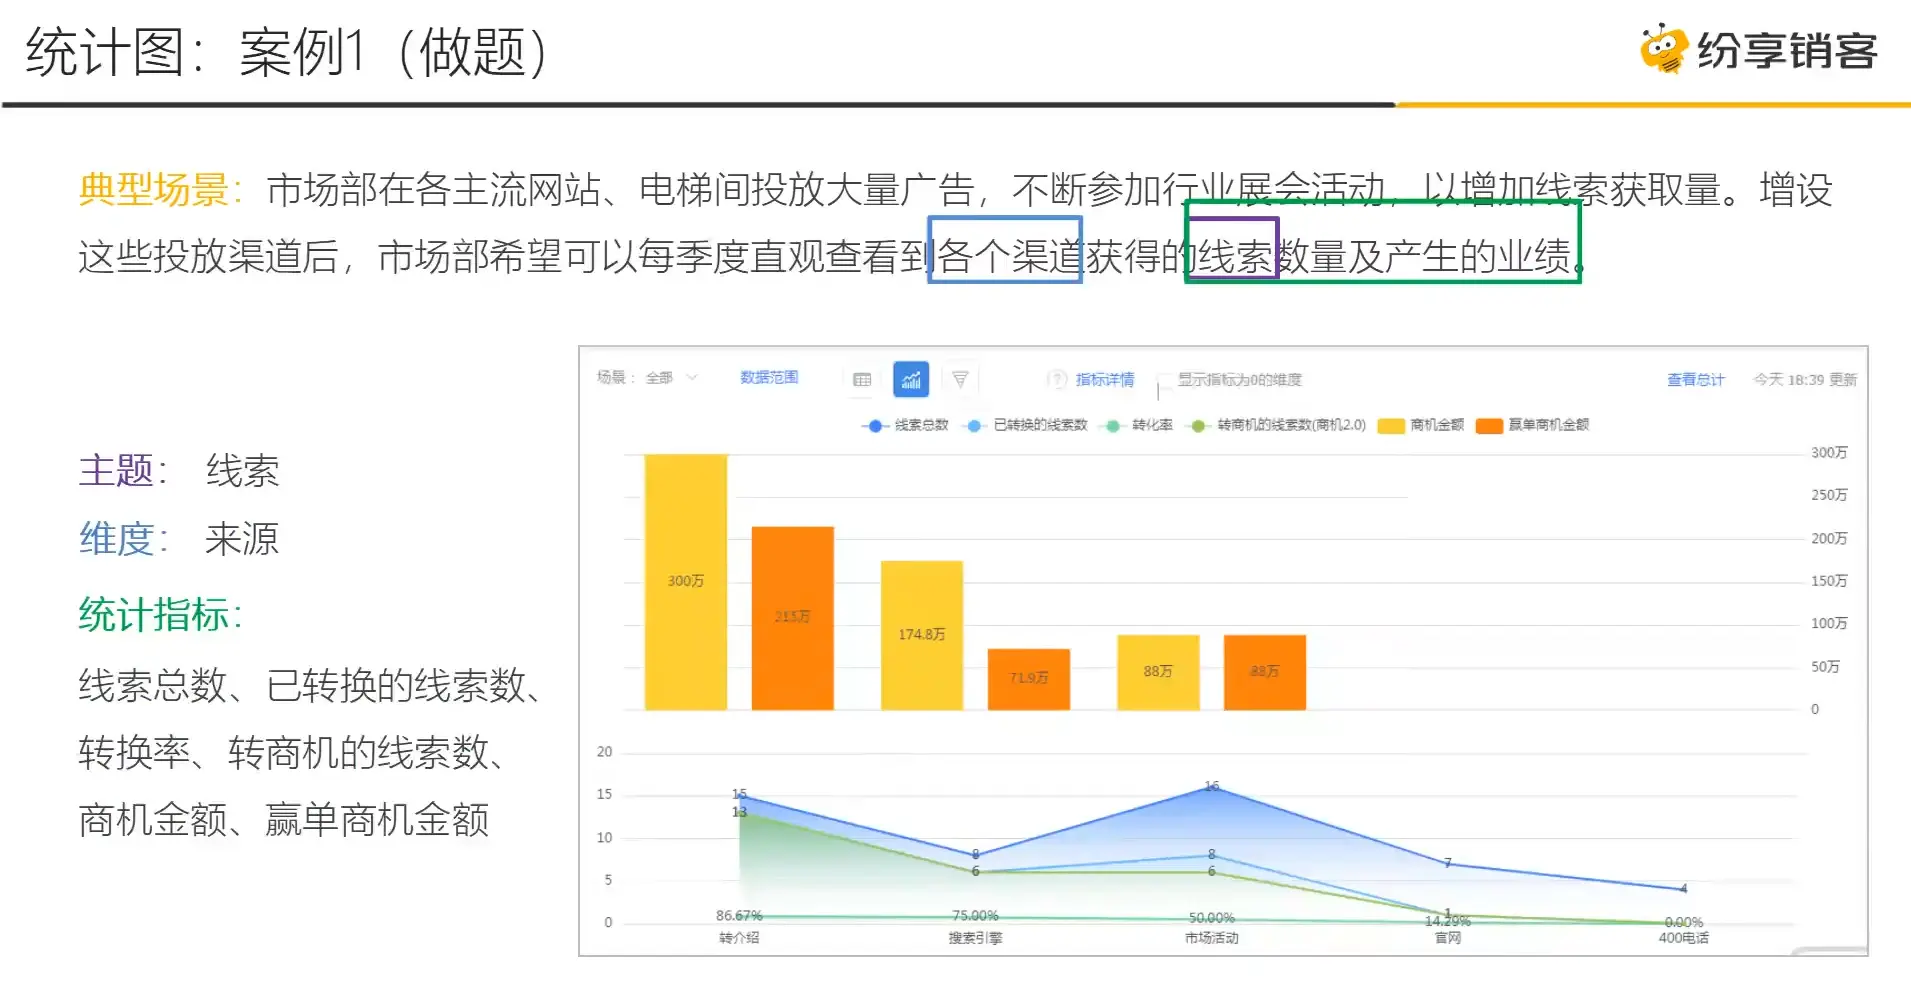 统计图：案例1（做题）
纷享销客
典型场景：市场部在各主流网站、电梯间投放大量广告，不断参加行业展会活动，以增加线索获取量。增设
这些投放渠道后，市场部希望可以每季度直观查看到各个渠道获得的线索数量及产生的业绩。
主题： 线索
维度： 来源
统计指标：
线索总数、已转换的线索数、
转换率、转商机的线索数、
商机金额、赢单商机金额
场景： 全部 数据范围 指标详情 显示指标为0的维度 查看总计 今天 18:39 更新
线索总数 已转换的线索数 转化率 转商机的线索数(商机2.0) 商机金额 赢单商机金额
300万
250万
200万
150万
100万
50万
0
300万
215万
174.8万
71.9万
88万
88万
20
15
10
5
0
15
13
8
6
16
8
6
7
1
4
86.67%
75.00%
50.00%
14.29%
0.00%
转介绍
搜索引擎
市场活动
官网
400电话